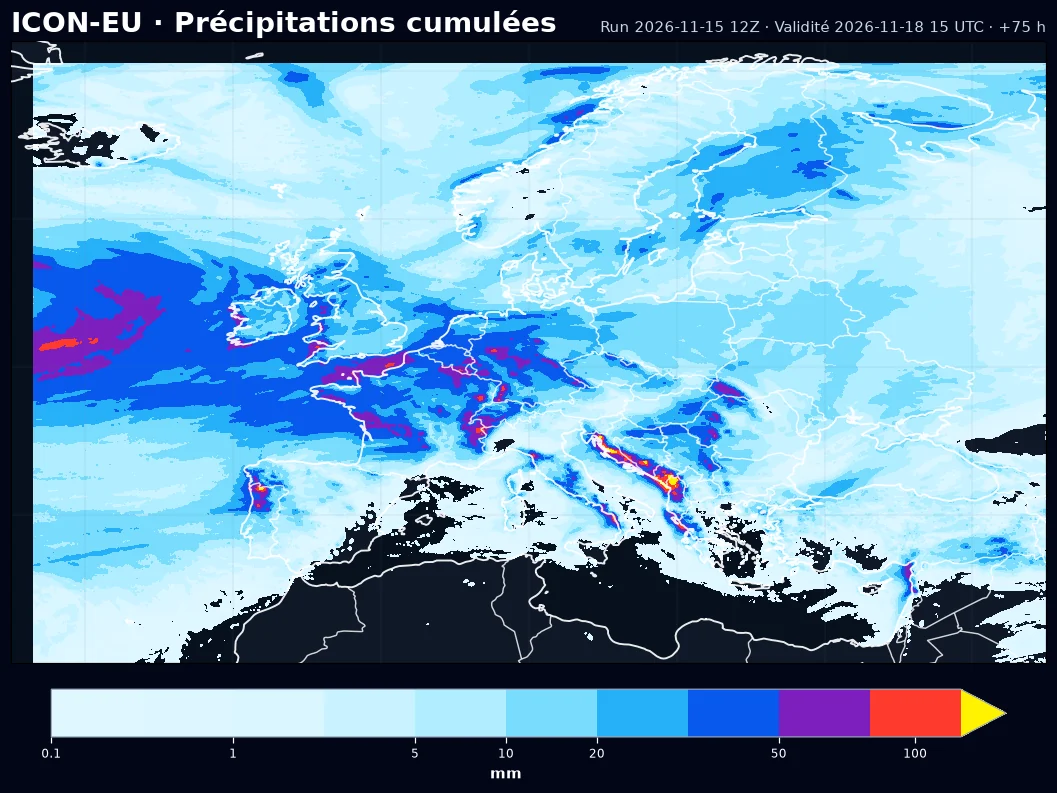 ICON-EU · Précipitations cumulées
Run 2026-11-15 12Z · Validité 2026-11-18 15 UTC · +75 h
0.1 1 5 10 20 50 100
mm